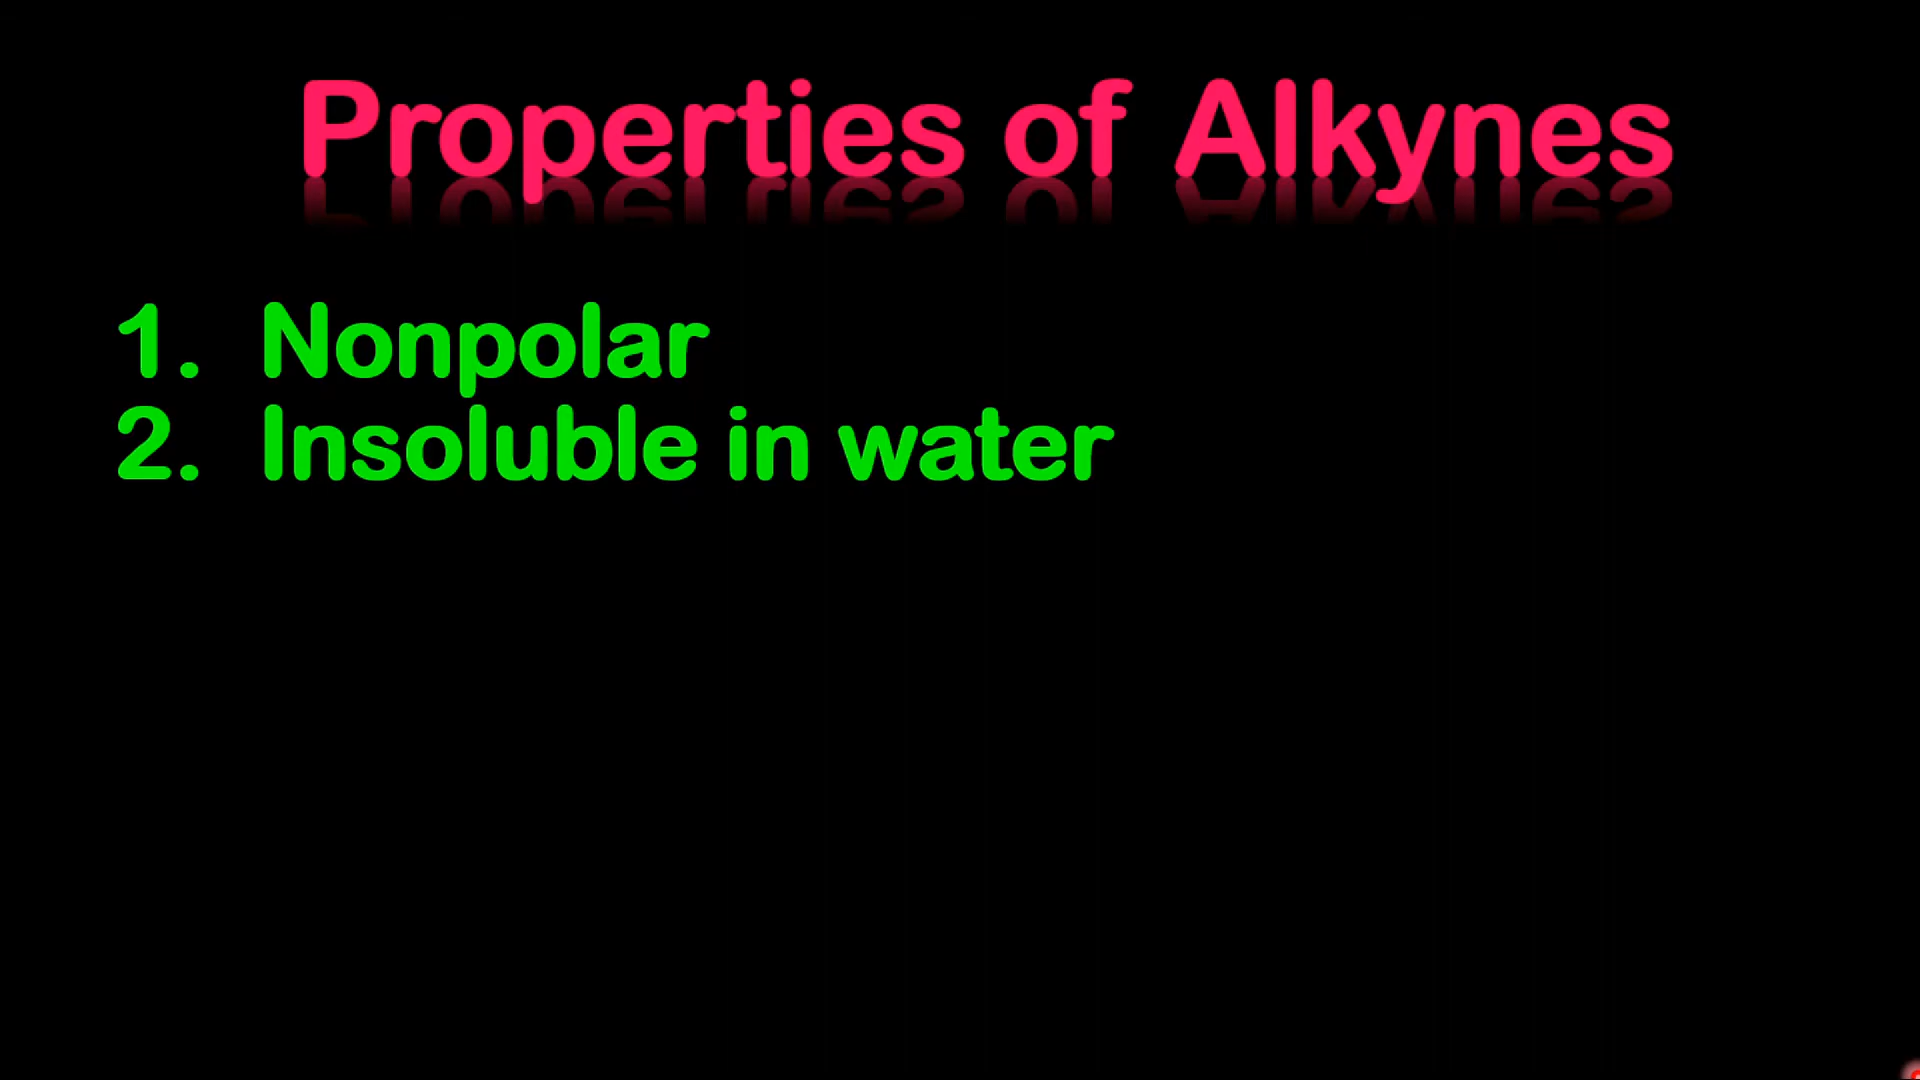 Properties of Alkynes
1. Nonpolar
2. Insoluble in water